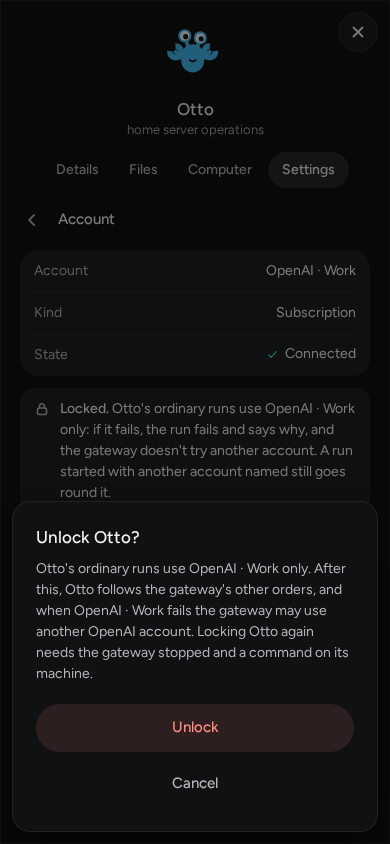 Otto
home server operations
Details Files Computer Settings
Account
Account OpenAI · Work
Kind Subscription
State Connected
Locked. Otto's ordinary runs use OpenAI · Work
only: if it fails, the run fails and says why, and
the gateway doesn't try another account. A run
started with another account named still goes
round it.
Unlock Otto?
Otto's ordinary runs use OpenAI · Work only. After
this, Otto follows the gateway's other orders, and
when OpenAI · Work fails the gateway may use
another OpenAI account. Locking Otto again
needs the gateway stopped and a command on its
machine.
Unlock
Cancel